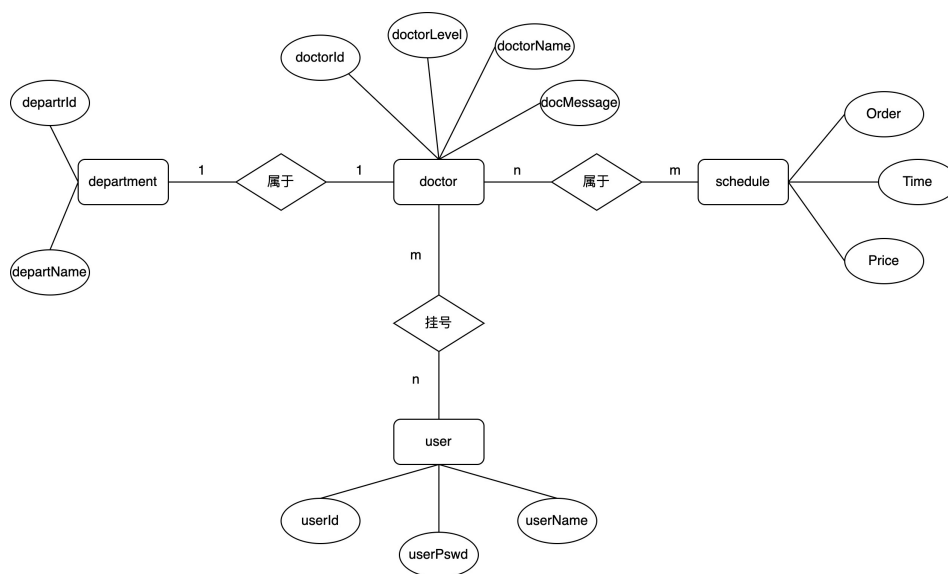 doctorLevel
doctorName
doctorId
docMessage
departrId
Order
department
1
属于
1
doctor
n
属于
m
schedule
Time
m
Price
departName
挂号
n
user
userId
userName
userPswd